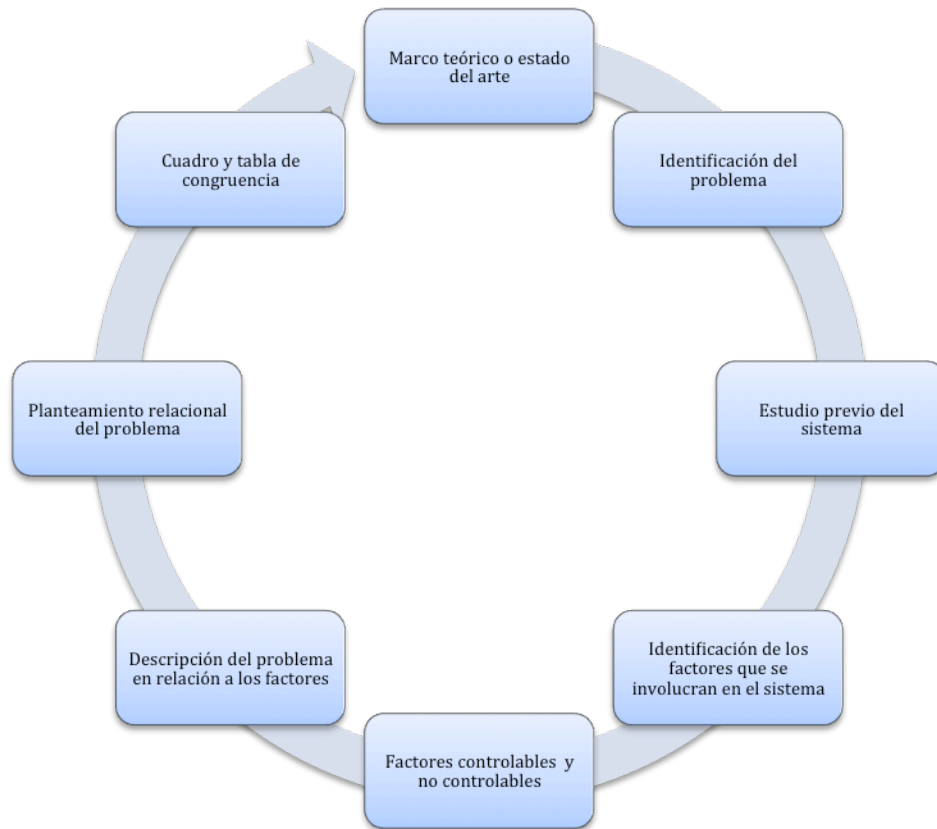 Marco teórico o estado
del arte
Identificación del
problema
Estudio previo del
sistema
Identificación de los
factores que se
involucran en el sistema
Factores controlables y
no controlables
Descripción del problema
en relación a los factores
Planteamiento relacional
del problema
Cuadro y tabla de
congruencia